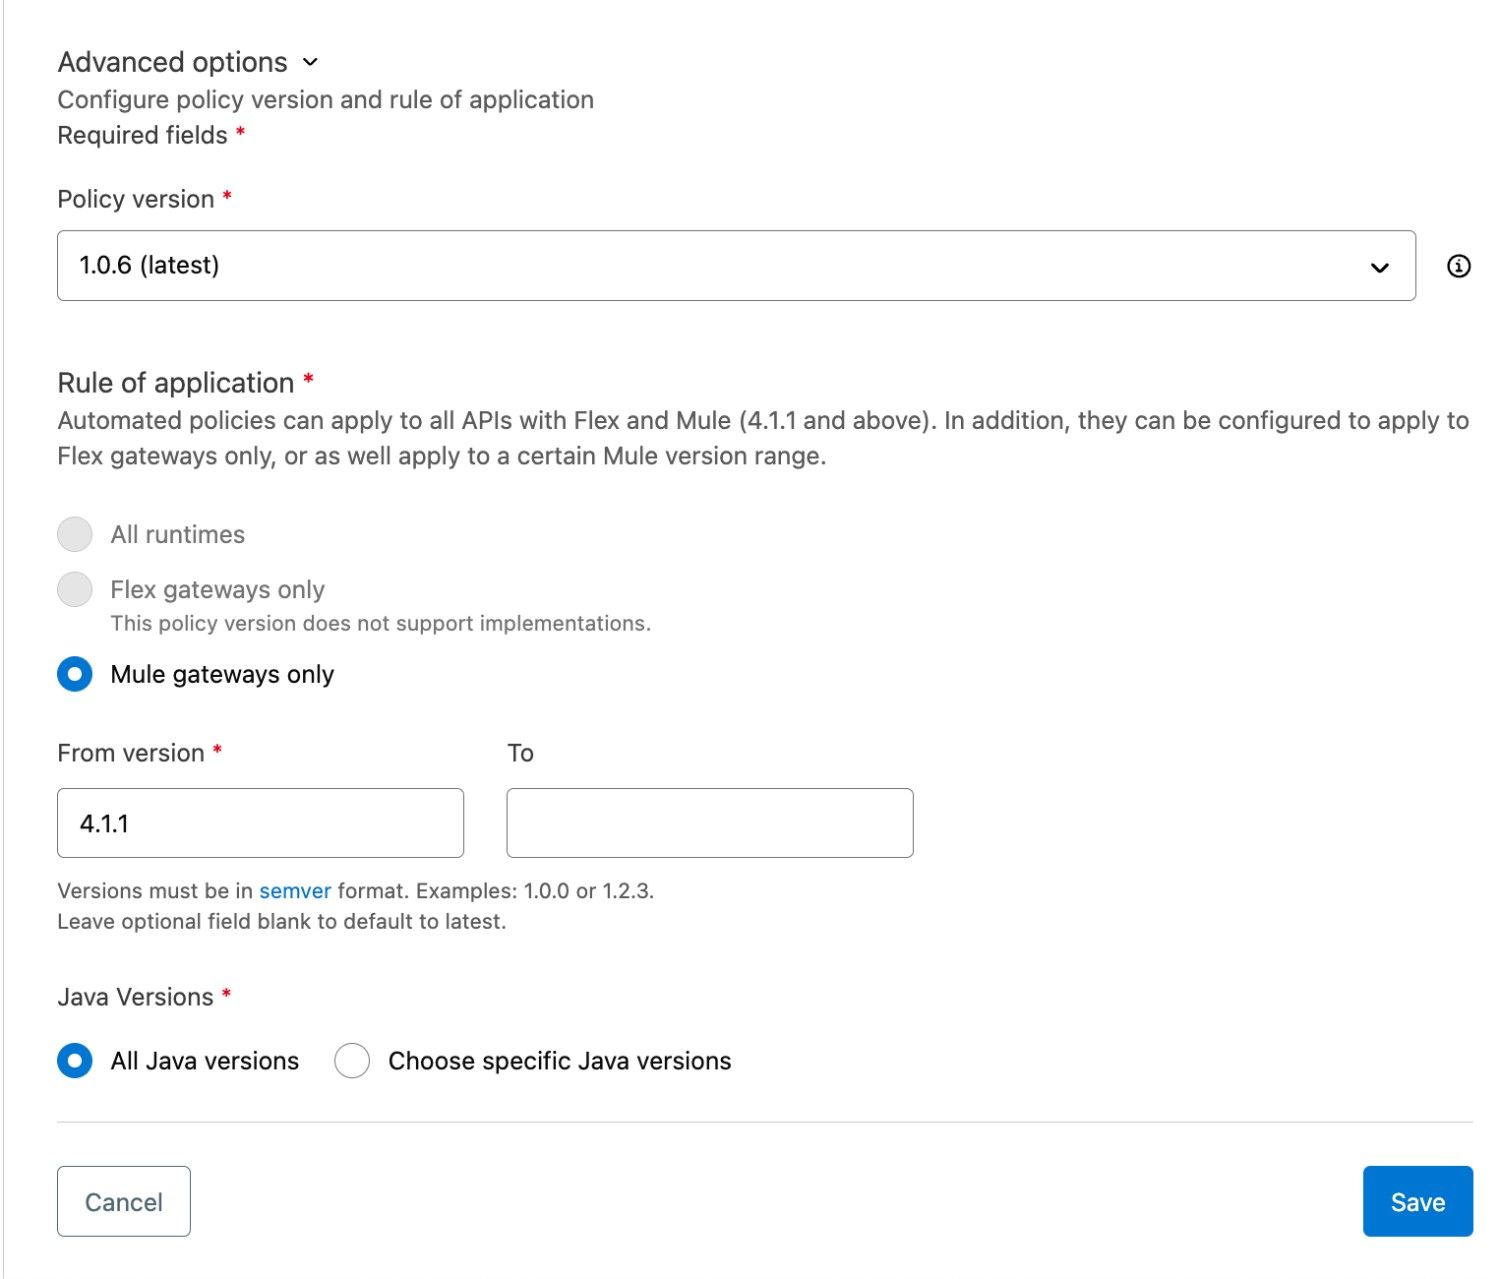 Advanced options
Configure policy version and rule of application
Required fields *
Policy version *
1.0.6 (latest)
Rule of application *
Automated policies can apply to all APIs with Flex and Mule (4.1.1 and above). In addition, they can be configured to apply to
Flex gateways only, or as well apply to a certain Mule version range.
All runtimes
Flex gateways only
This policy version does not support implementations.
Mule gateways only
From version * To
4.1.1
Versions must be in semver format. Examples: 1.0.0 or 1.2.3.
Leave optional field blank to default to latest.
Java Versions *
All Java versions Choose specific Java versions
Cancel Save